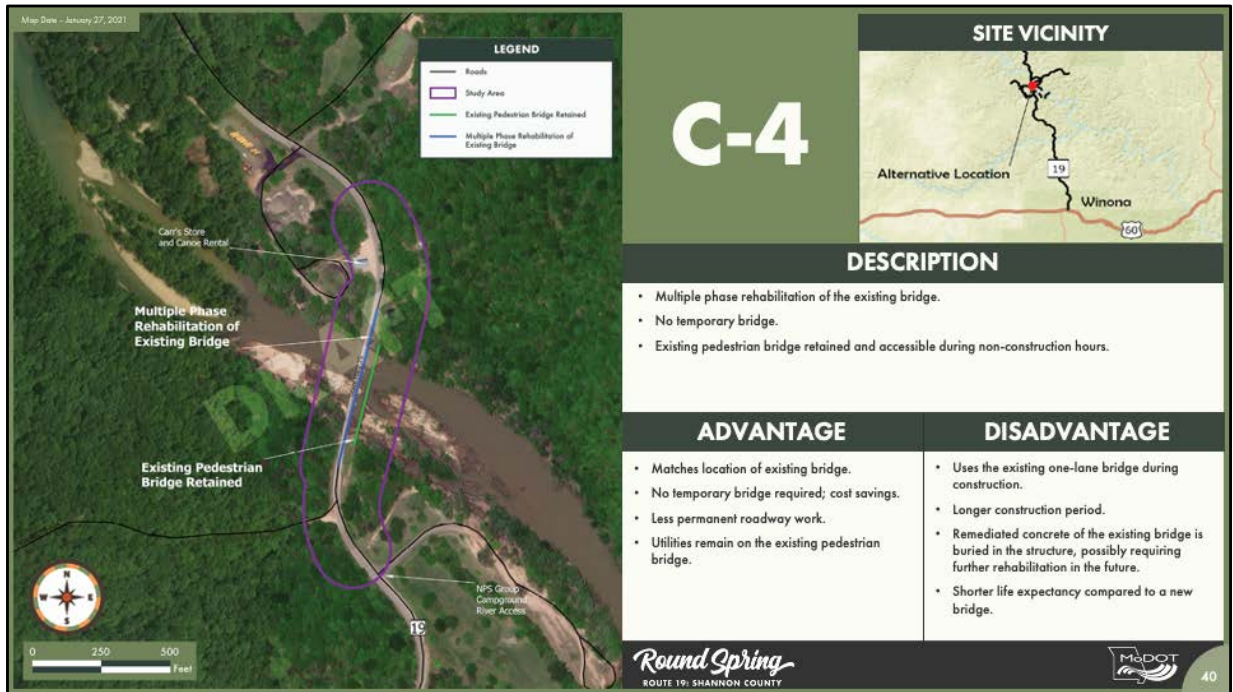 Map Date - January 27, 2021
LEGEND
Roads
Study Area
Existing Pedestrian Bridge Retained
Multiple Phase Rehabilitation of
Existing Bridge
Carr's Store
and Canoe Rental
Multiple Phase
Rehabilitation of
Existing Bridge
Existing Pedestrian
Bridge Retained
NPS Group
Campground
River Access
19
N
W
E
S
0 250 500
Feet
C-4
SITE VICINITY
Alternative Location
19
Winona
60
DESCRIPTION
• Multiple phase rehabilitation of the existing bridge.
• No temporary bridge.
• Existing pedestrian bridge retained and accessible during non-construction hours.
ADVANTAGE
• Matches location of existing bridge.
• No temporary bridge required; cost savings.
• Less permanent roadway work.
• Utilities remain on the existing pedestrian
bridge.
DISADVANTAGE
• Uses the existing one-lane bridge during
construction.
• Longer construction period.
• Remediated concrete of the existing bridge is
buried in the structure, possibly requiring
further rehabilitation in the future.
• Shorter life expectancy compared to a new
bridge.
Round Spring
ROUTE 19: SHANNON COUNTY
MoDOT
40